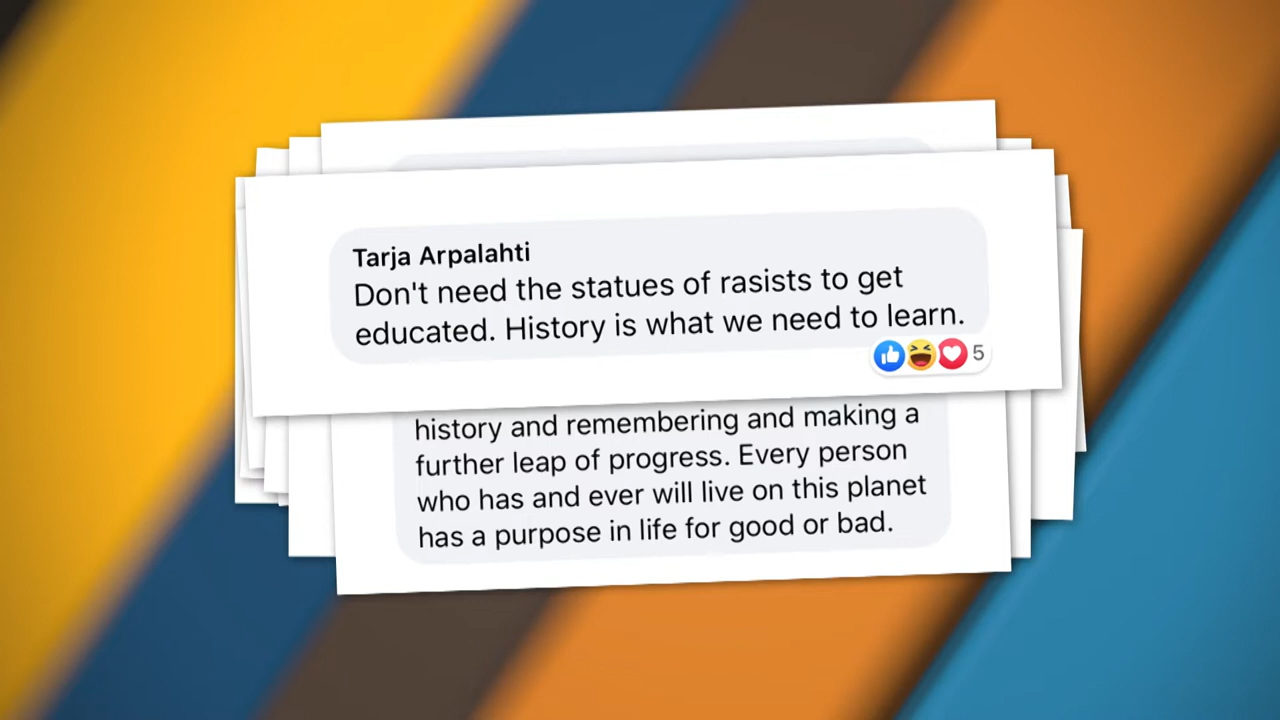 Tarja Arpalahti
Don't need the statues of rasists to get
educated. History is what we need to learn.
5
history and remembering and making a
further leap of progress. Every person
who has and ever will live on this planet
has a purpose in life for good or bad.